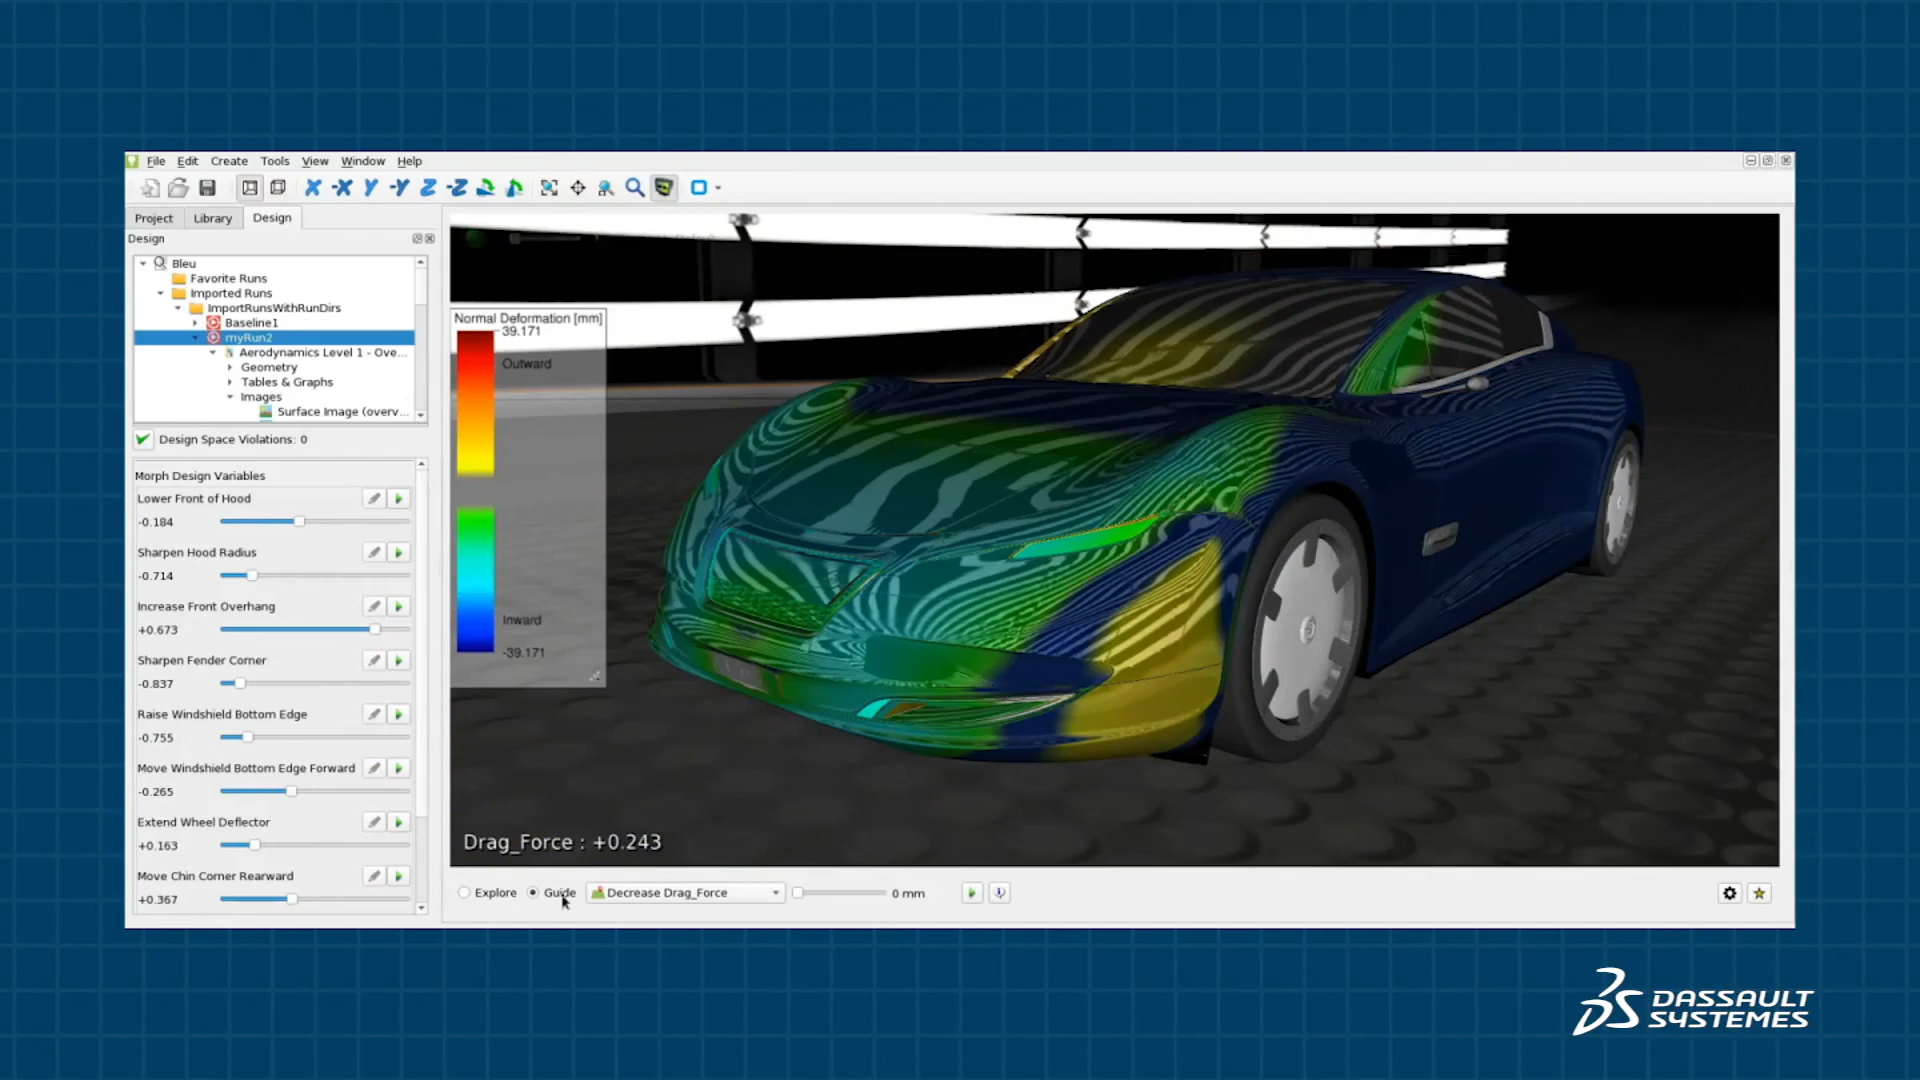 File Edit Create Tools View Window Help
X -X Y -Y Z -Z
Project Library Design
Design
Bleu
Favorite Runs
Imported Runs
ImportRunsWithRunDirs
Baseline1
myRun2
Aerodynamics Level 1 - Ove...
Geometry
Tables & Graphs
Images
Surface Image (overv...
Design Space Violations: 0
Morph Design Variables
Lower Front of Hood
-0.184
Sharpen Hood Radius
-0.714
Increase Front Overhang
+0.673
Sharpen Fender Corner
-0.837
Raise Windshield Bottom Edge
-0.755
Move Windshield Bottom Edge Forward
-0.265
Extend Wheel Deflector
+0.163
Move Chin Corner Rearward
+0.367
Normal Deformation [mm]
39.171
Outward
Inward
-39.171
Drag_Force : +0.243
Explore Guide Decrease Drag_Force 0 mm
3DS DASSAULT
SYSTEMES